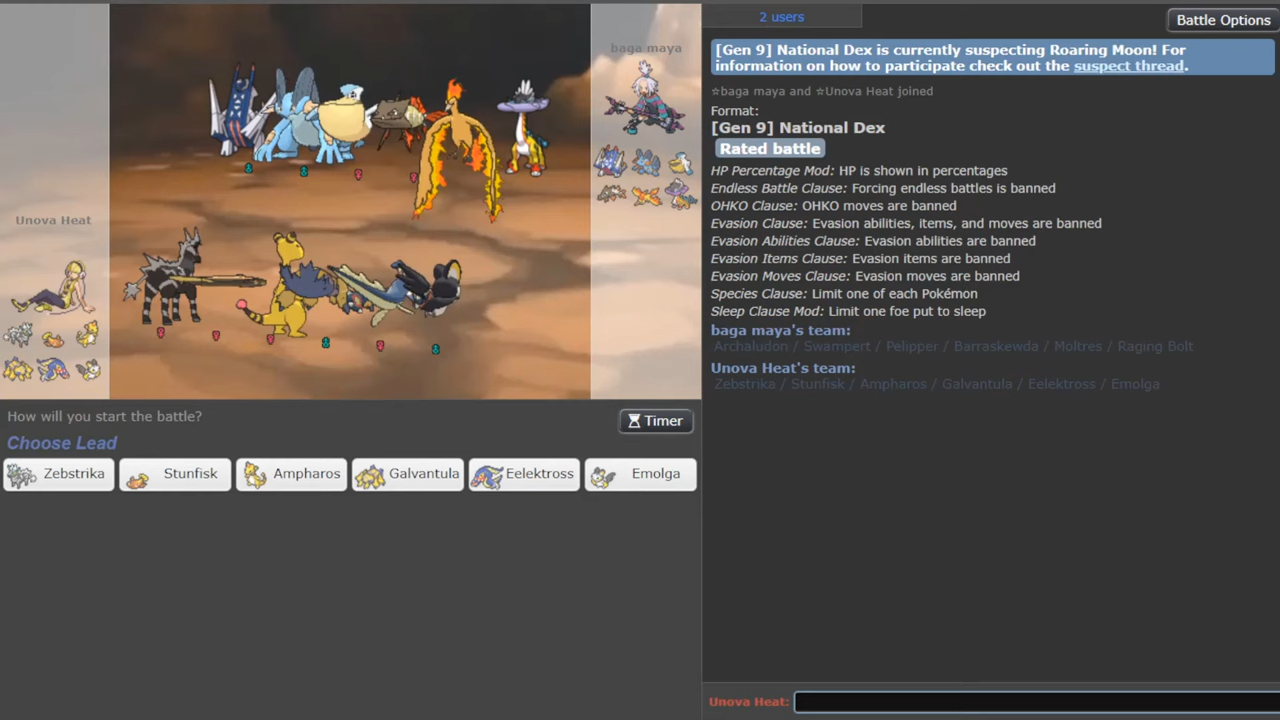 2 users
Battle Options
baga maya
[Gen 9] National Dex is currently suspecting Roaring Moon! For
information on how to participate check out the suspect thread.
☆baga maya and ☆Unova Heat joined
Format:
[Gen 9] National Dex
Rated battle
HP Percentage Mod: HP is shown in percentages
Endless Battle Clause: Forcing endless battles is banned
OHKO Clause: OHKO moves are banned
Evasion Clause: Evasion abilities, items, and moves are banned
Evasion Abilities Clause: Evasion abilities are banned
Evasion Items Clause: Evasion items are banned
Evasion Moves Clause: Evasion moves are banned
Species Clause: Limit one of each Pokémon
Sleep Clause Mod: Limit one foe put to sleep
baga maya's team:
Archaludon / Swampert / Pelipper / Barraskewda / Moltres / Raging Bolt
Unova Heat's team:
Zebstrika / Stunfisk / Ampharos / Galvantula / Eelektross / Emolga
Unova Heat
How will you start the battle?
Timer
Choose Lead
Zebstrika
Stunfisk
Ampharos
Galvantula
Eelektross
Emolga
Unova Heat: